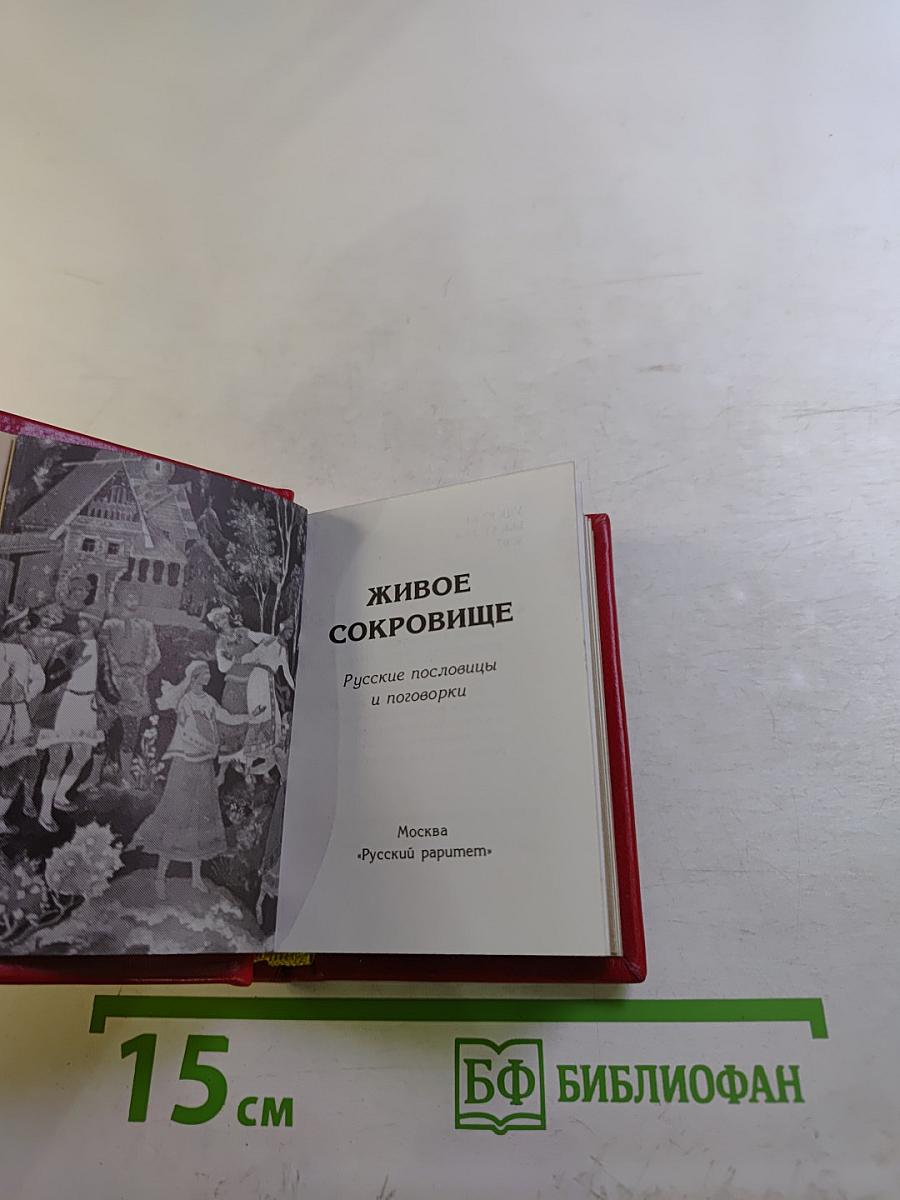 ЖИВОЕ
СОКРОВИЩЕ
Русские пословицы
и поговорки
Москва
«Русский раритет»
15 см
БФ БИБЛИОФАН